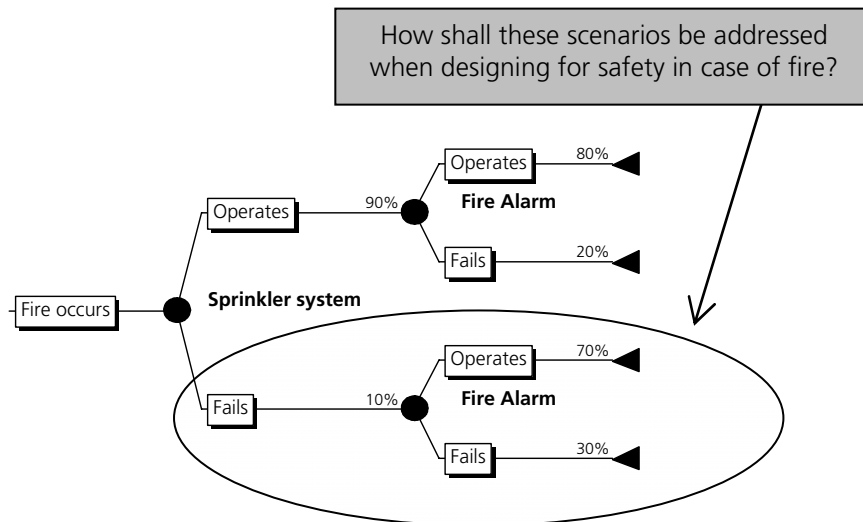 How shall these scenarios be addressed
when designing for safety in case of fire?
Operates
80%
Fire Alarm
Operates
90%
Fails
20%
Sprinkler system
Fire occurs
Operates
70%
Fire Alarm
Fails
10%
Fails
30%